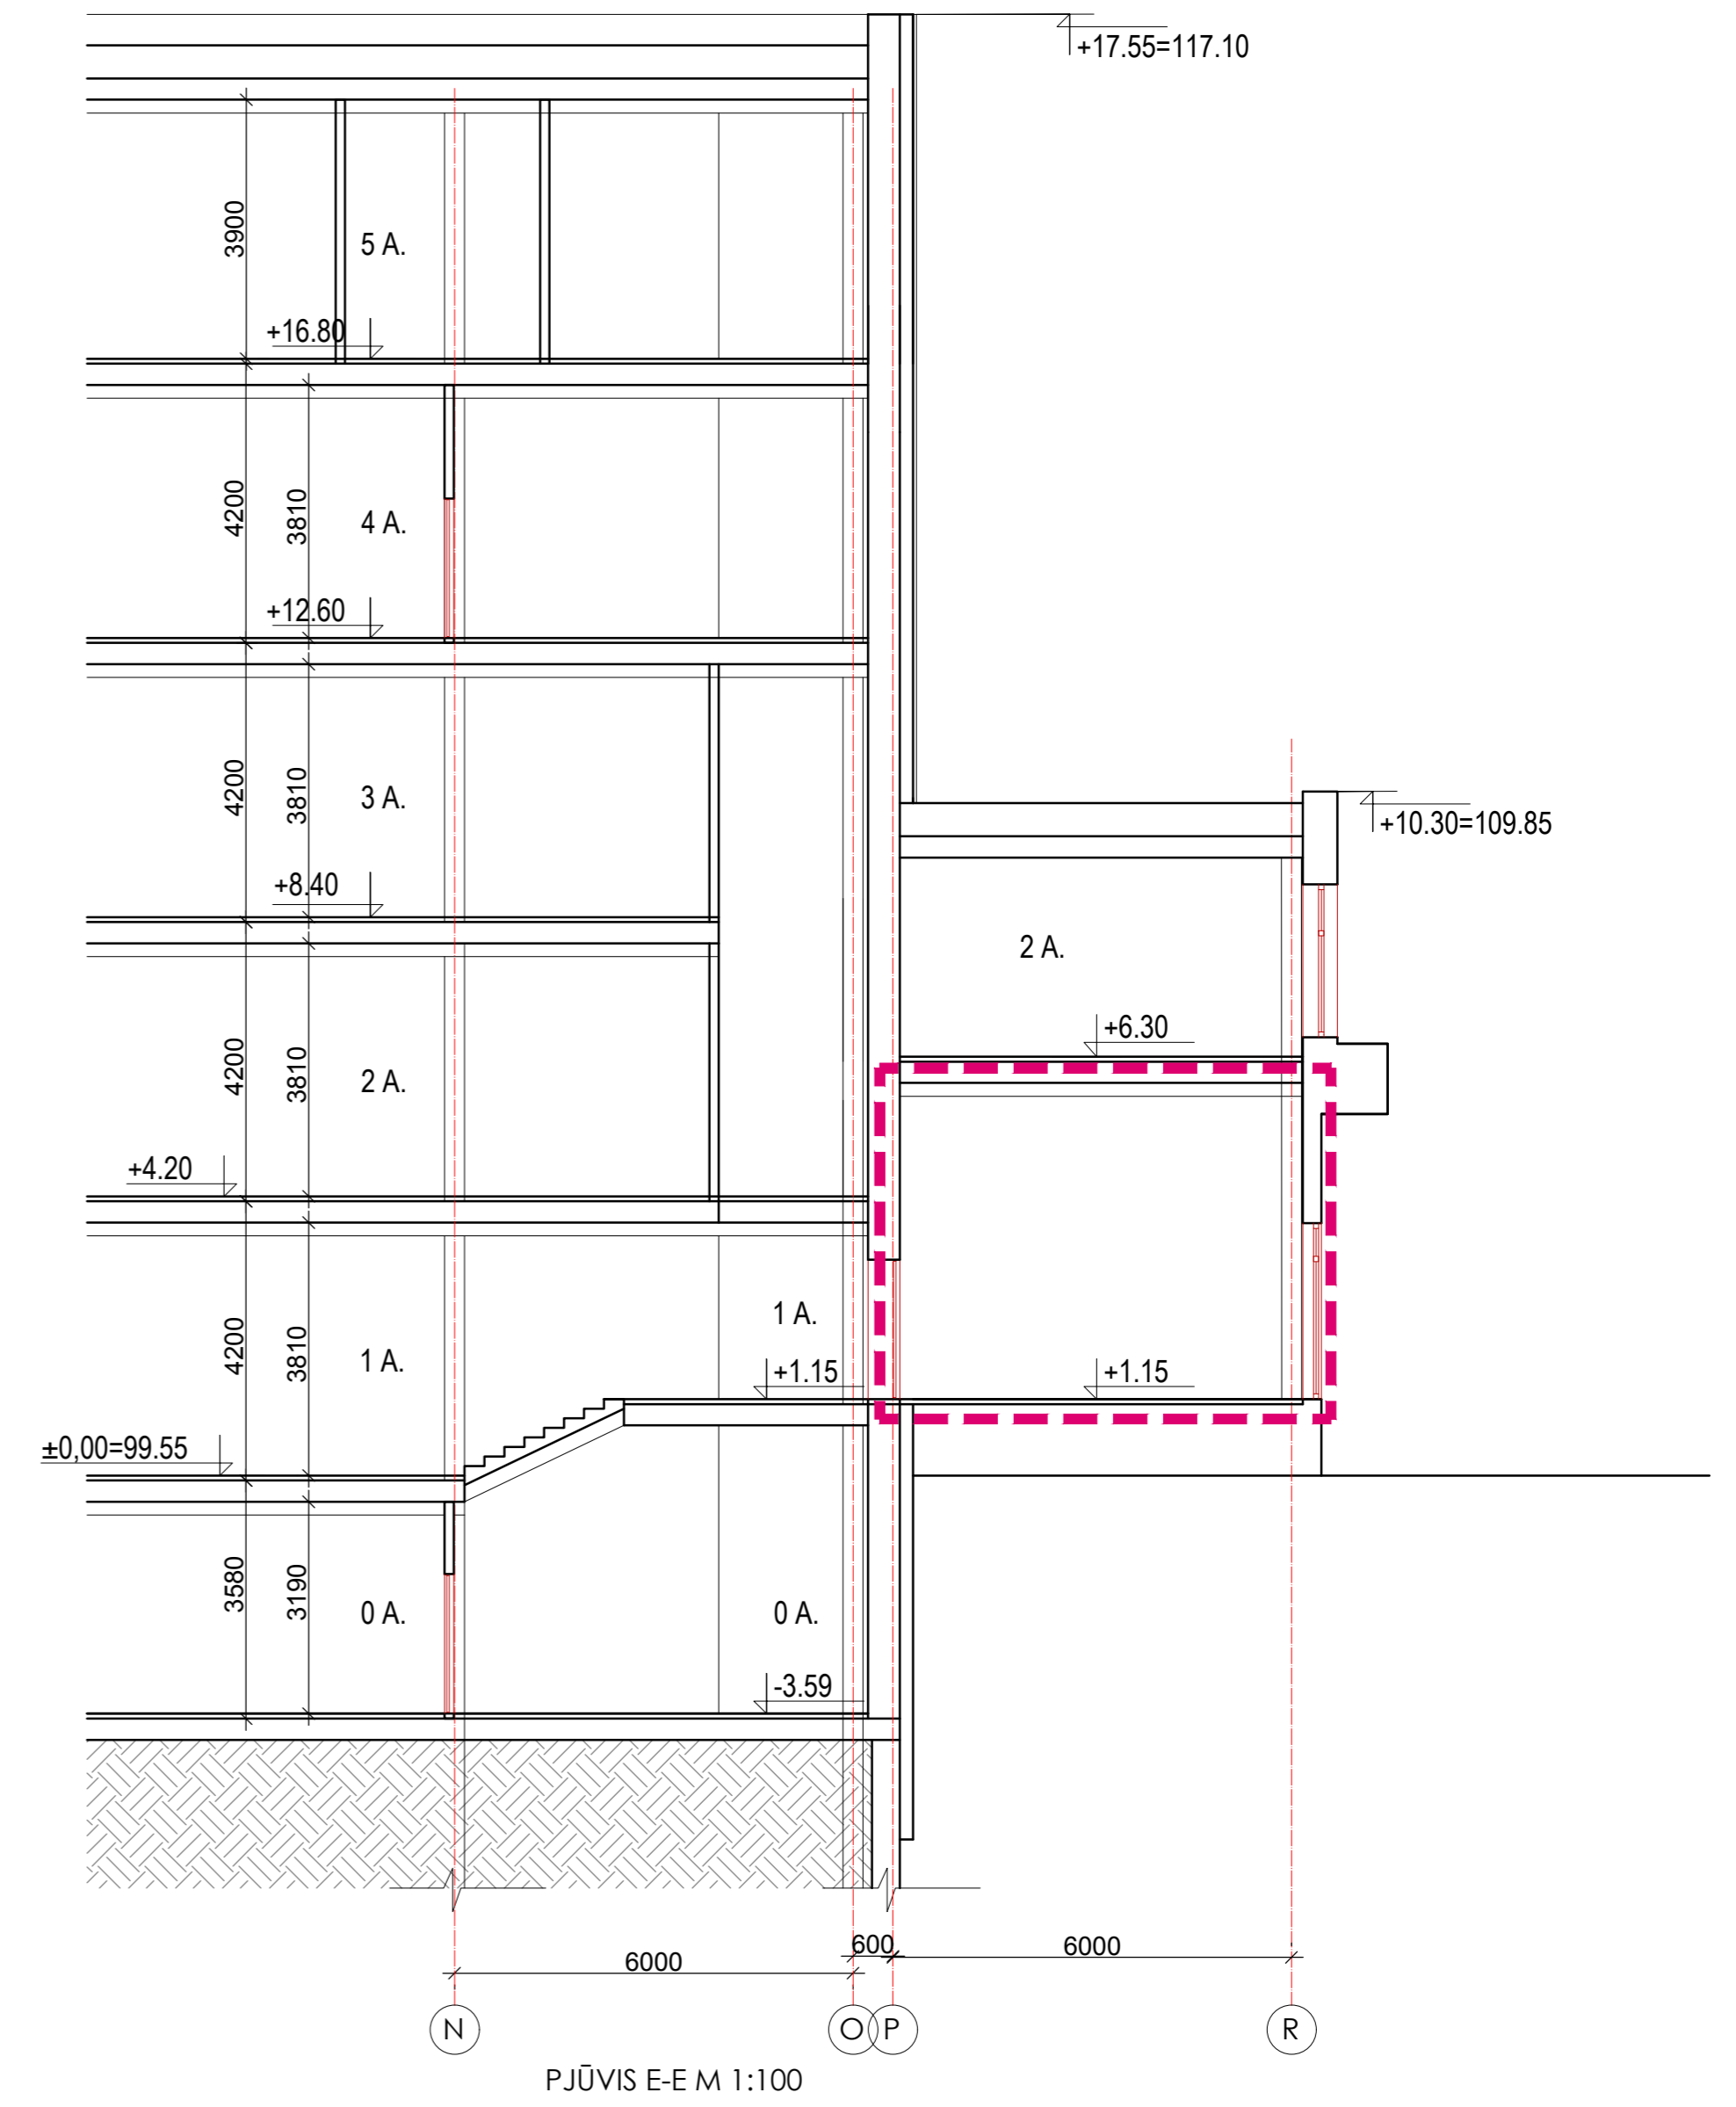 +17.55=117.10
3900
5 A.
+16.80
4200
3810
4 A.
+12.60
4200
3810
3 A.
+10.30=109.85
+8.40
2 A.
+6.30
4200
3810
2 A.
+4.20
4200
3810
1 A.
1 A.
+1.15
+1.15
±0,00=99.55
3580
3190
0 A.
0 A.
-3.59
6000
600
6000
N
O
P
R
PJŪVIS E-E M 1:100